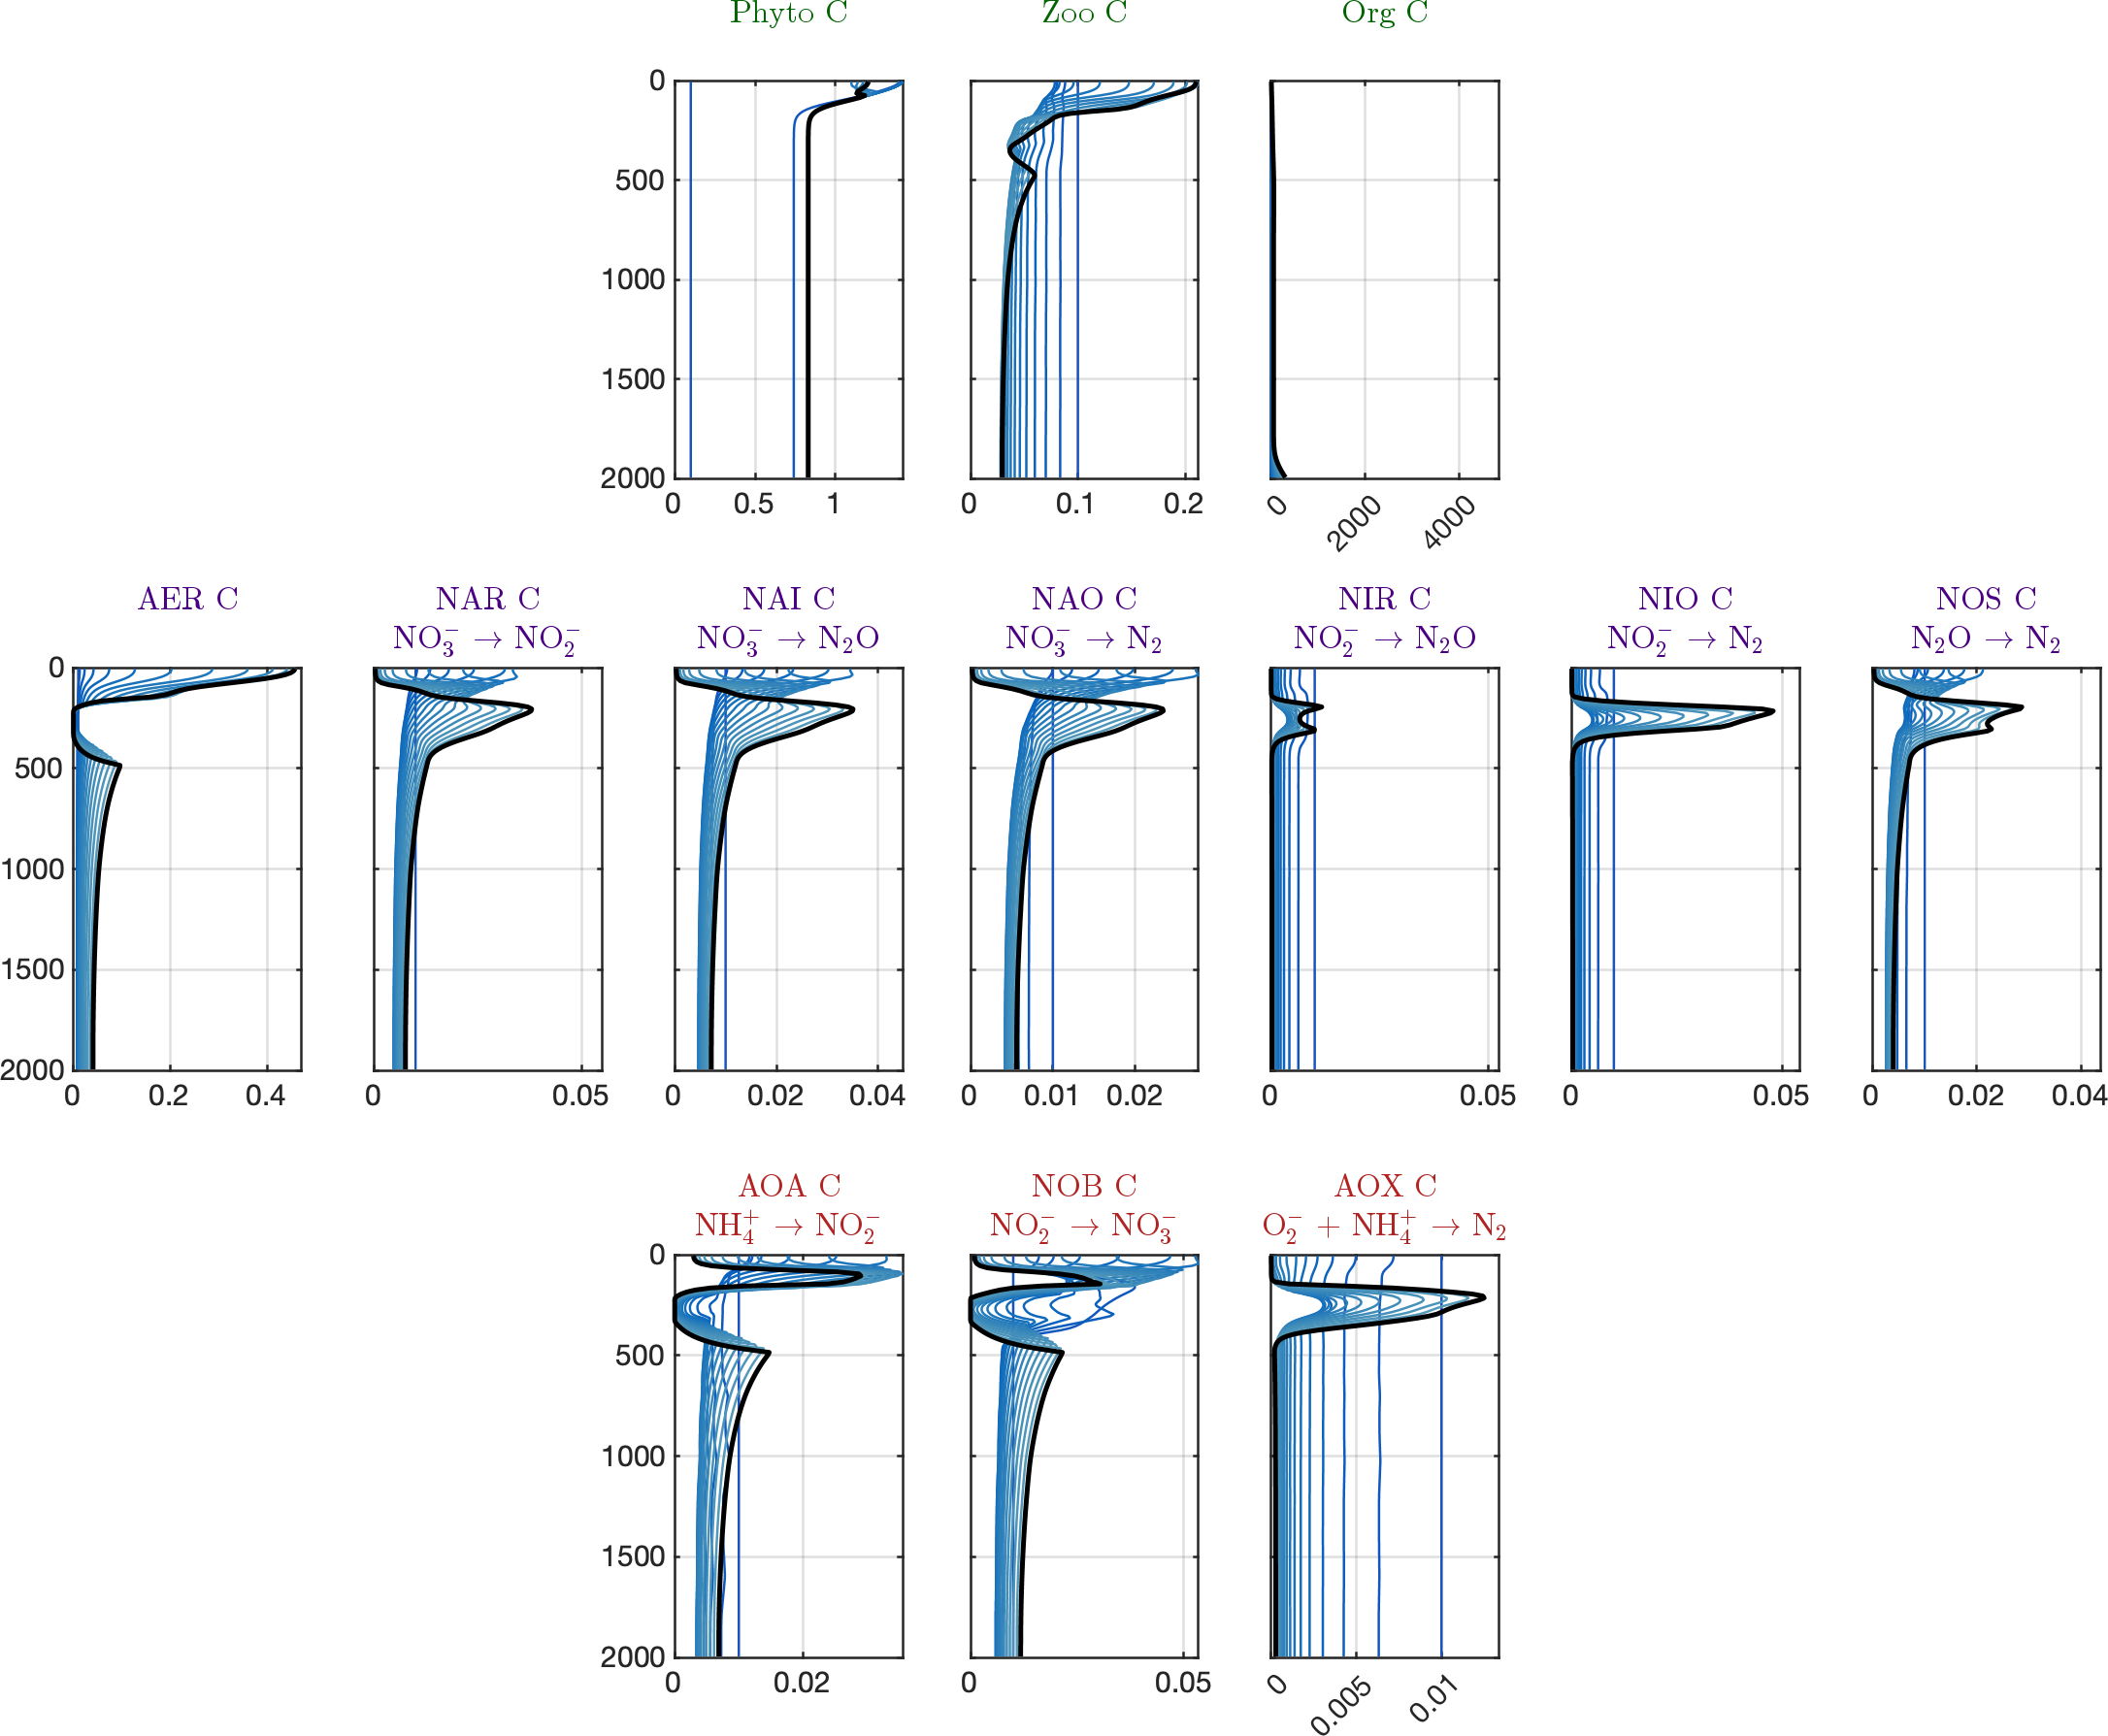 Phyto C Zoo C Org C
0
500
1000
1500
2000
0 0.5 1 0 0.1 0.2 0 2000 4000
AER C NAR C NAI C NAO C NIR C NIO C NOS C
NO₃⁻ → NO₂⁻ NO₃⁻ → N₂O NO₃⁻ → N₂ NO₂⁻ → N₂O NO₂⁻ → N₂ N₂O → N₂
0
500
1000
1500
2000
0 0.2 0.4 0 0.05 0 0.02 0.04 0 0.01 0.02 0 0.05 0 0.05 0 0.02 0.04
AOA C NOB C AOX C
NH₄⁺ → NO₂⁻ NO₂⁻ → NO₃⁻ O₂⁻ + NH₄⁺ → N₂
0
500
1000
1500
2000
0 0.02 0 0.05 0 0.005 0.01